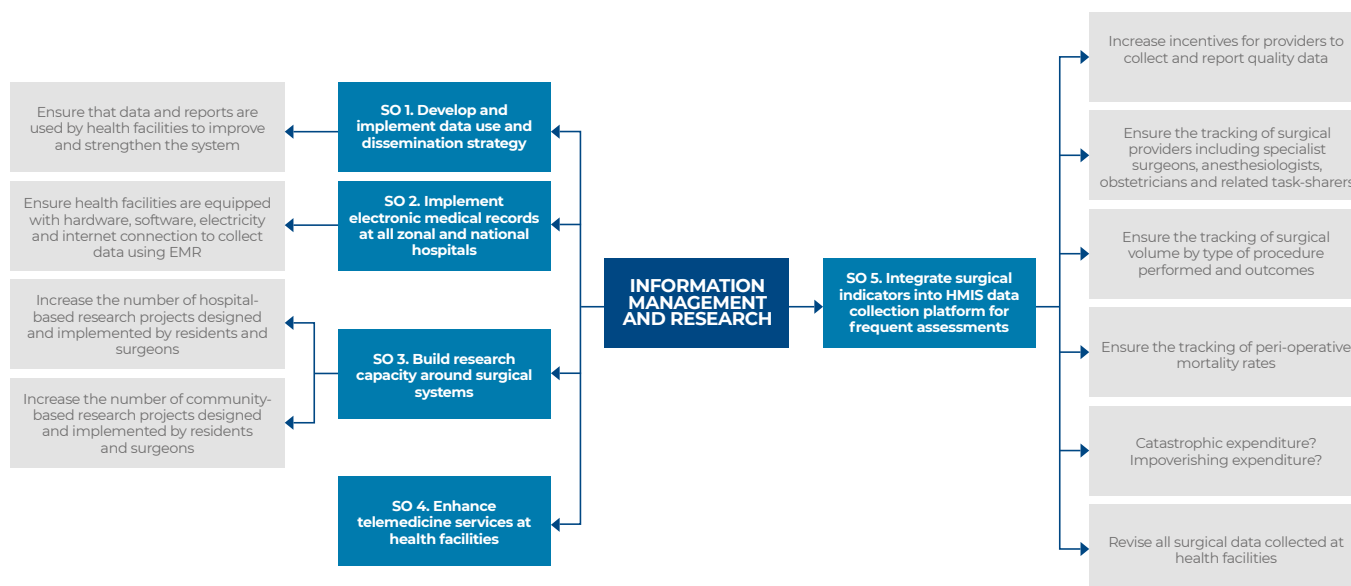 Ensure that data and reports are
used by health facilities to improve
and strengthen the system
Ensure health facilities are equipped
with hardware, software, electricity
and internet connection to collect
data using EMR
Increase the number of hospital-
based research projects designed
and implemented by residents and
surgeons
Increase the number of community-
based research projects designed
and implemented by residents
and surgeons
SO 1. Develop and
implement data use and
dissemination strategy
SO 2. Implement
electronic medical records
at all zonal and national
hospitals
SO 3. Build research
capacity around surgical
systems
SO 4. Enhance
telemedicine services at
health facilities
INFORMATION
MANAGEMENT
AND RESEARCH
SO 5. Integrate surgical
indicators into HMIS data
collection platform for
frequent assessments
Increase incentives for providers to
collect and report quality data
Ensure the tracking of surgical
providers including specialist
surgeons, anesthesiologists,
obstetricians and related task-sharers
Ensure the tracking of surgical
volume by type of procedure
performed and outcomes
Ensure the tracking of peri-operative
mortality rates
Catastrophic expenditure?
Impoverishing expenditure?
Revise all surgical data collected at
health facilities